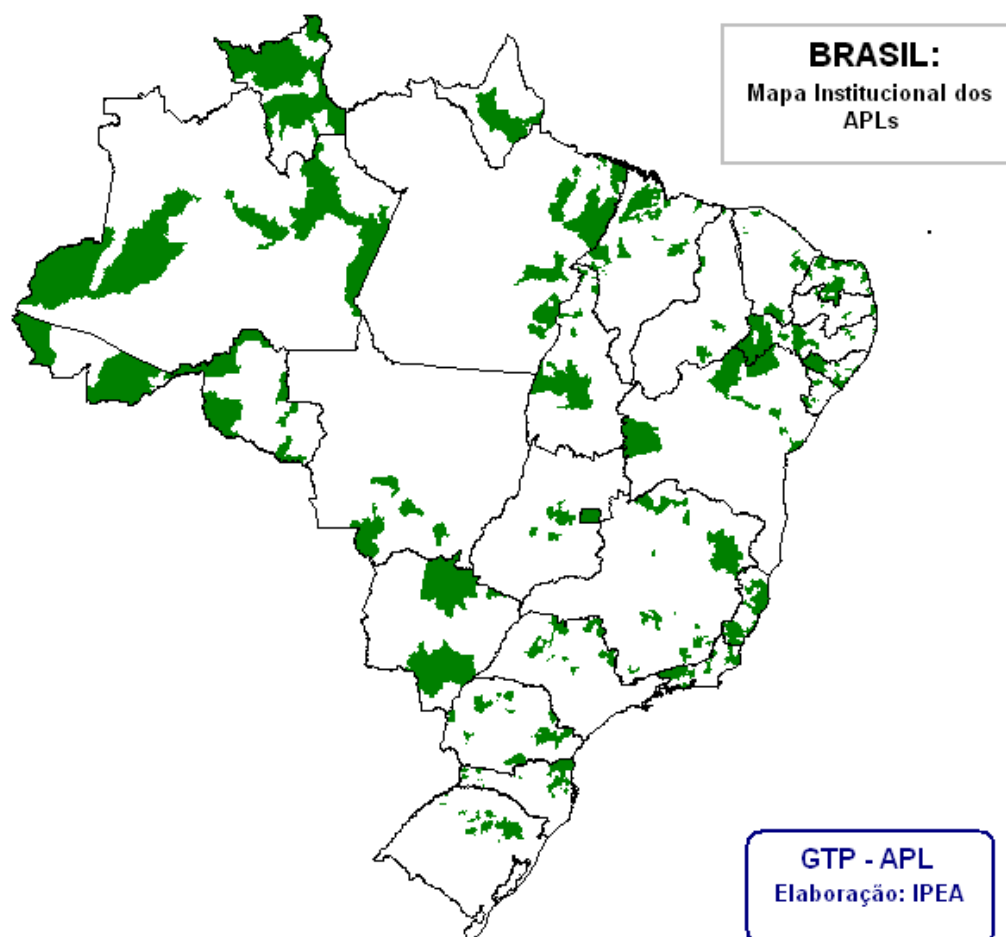 BRASIL:
Mapa Institucional dos
APLs
GTP - APL
Elaboração: IPEA